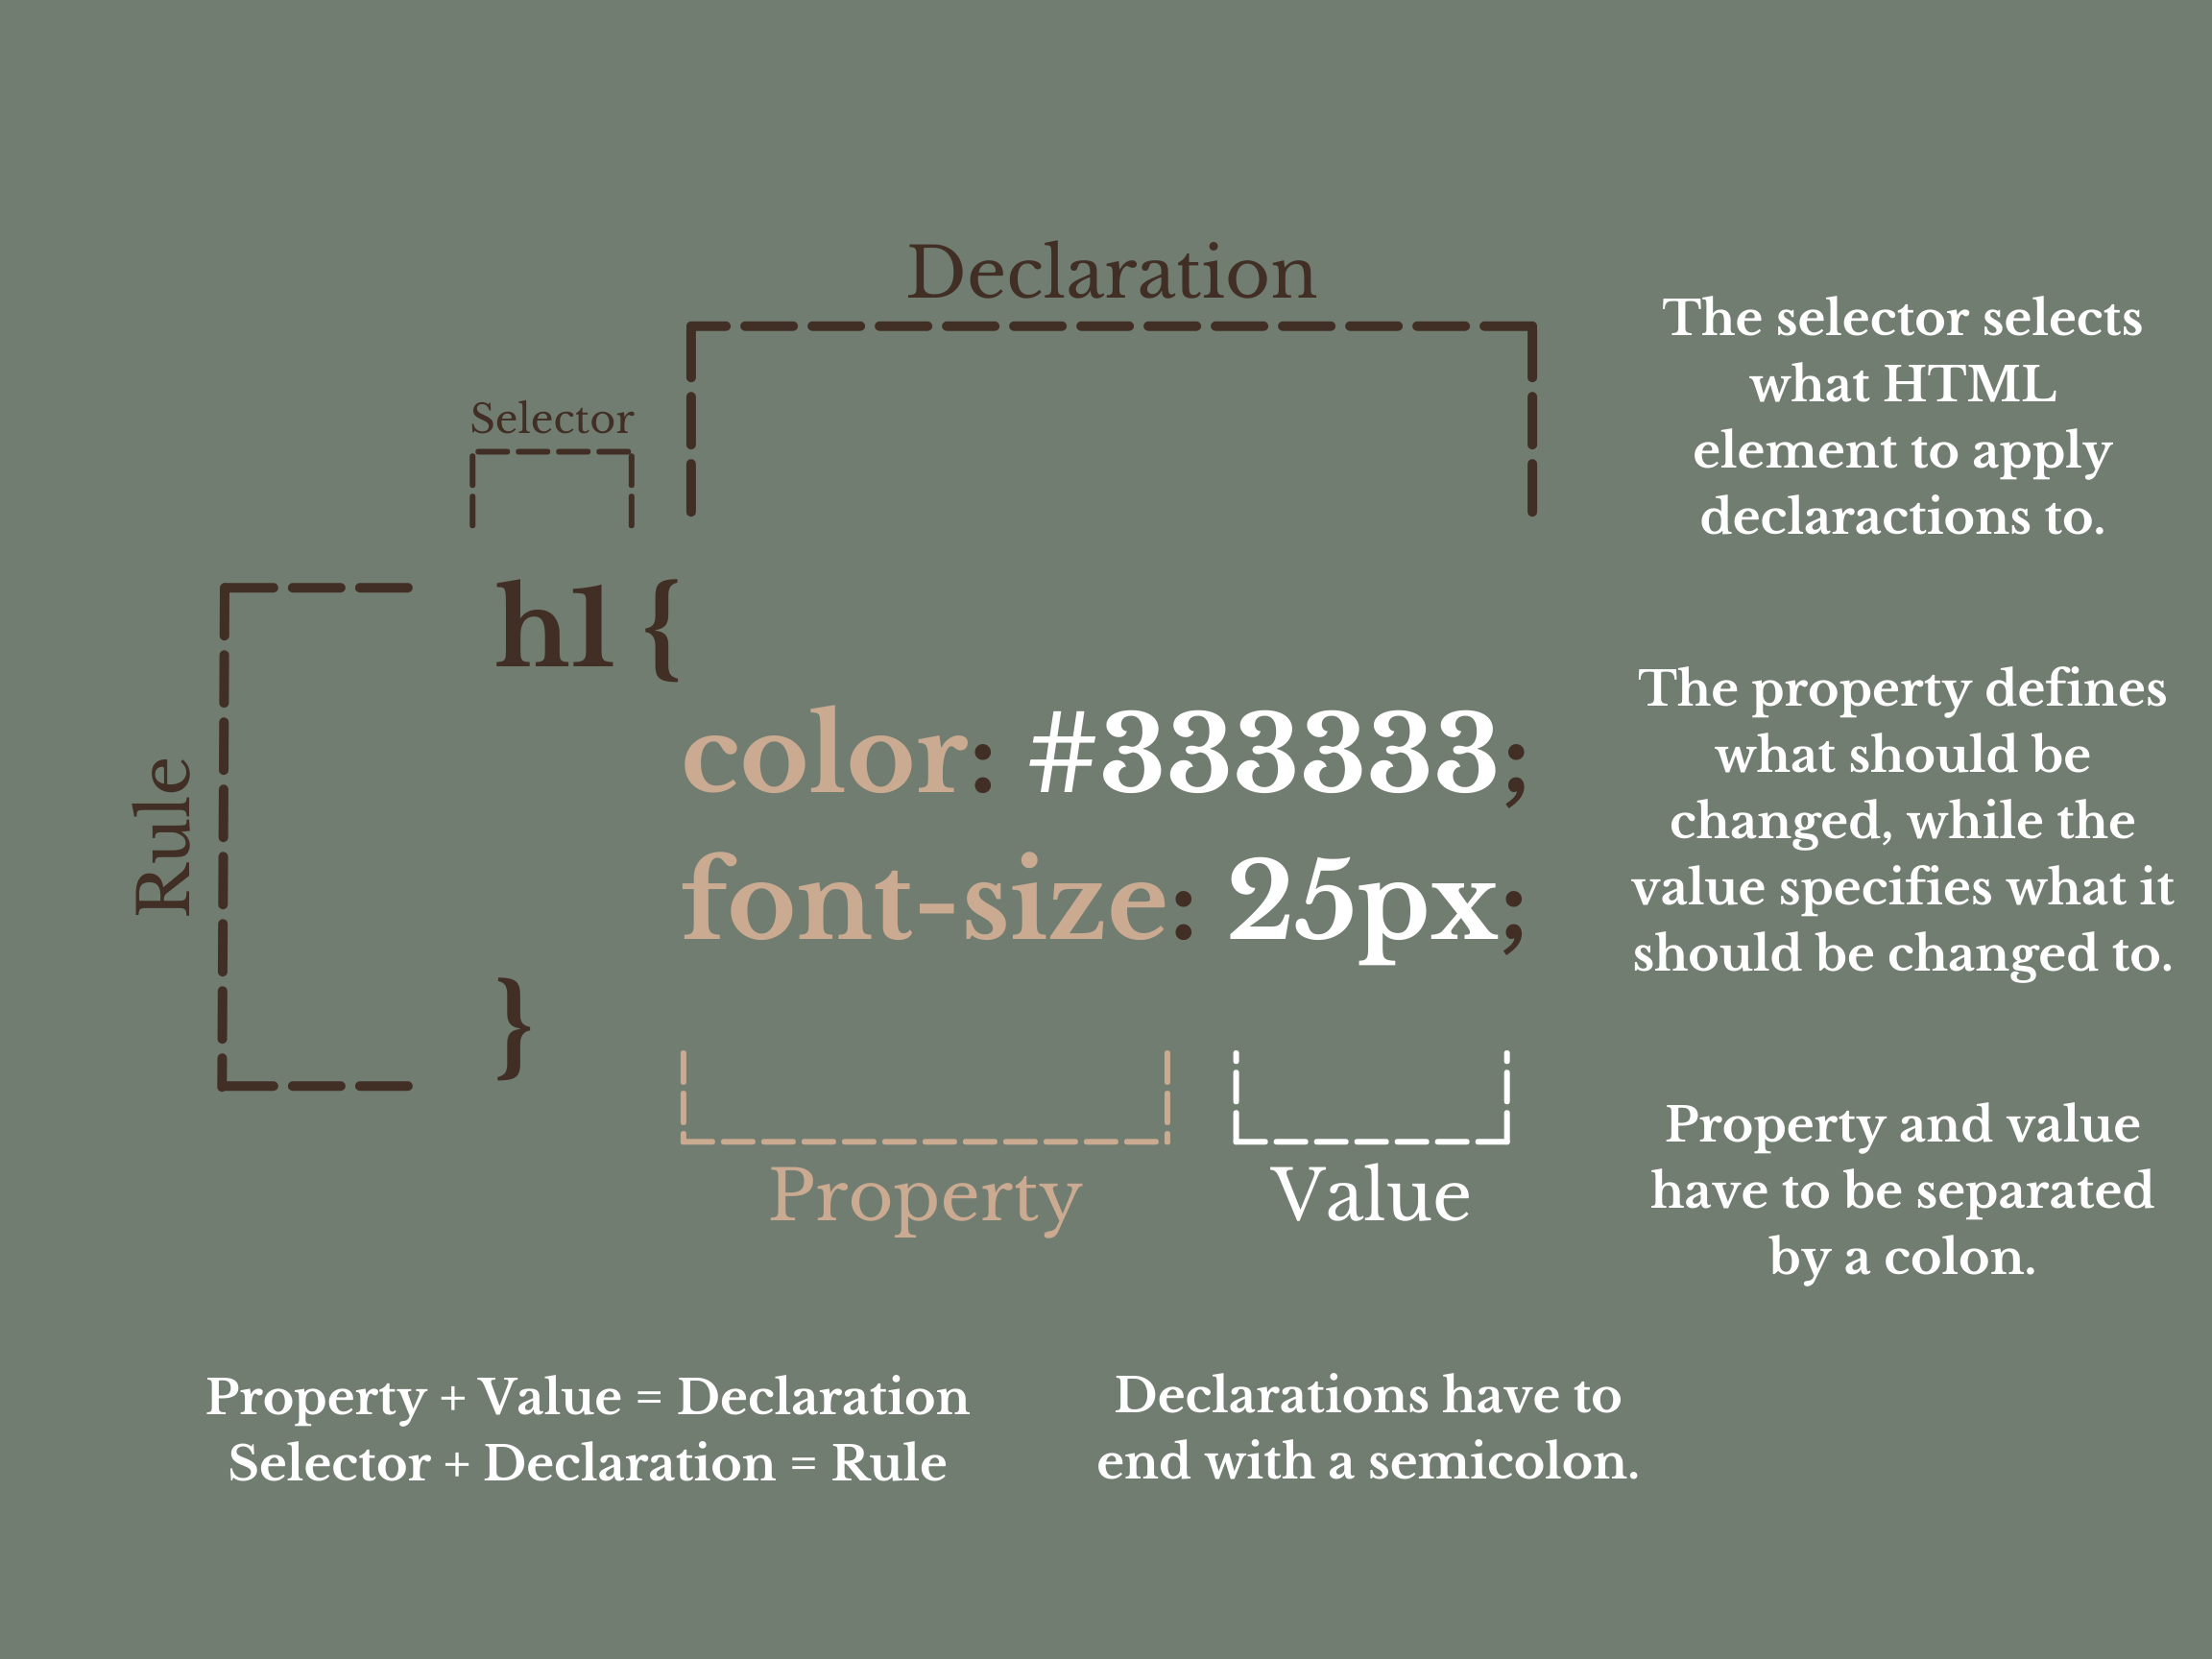 Declaration
Selector
Rule
h1 {
color: #333333;
font-size: 25px;
}
Property
Value
The selector selects
what HTML
element to apply
declaractions to.
The property defines
what should be
changed, while the
value specifies what it
should be changed to.
Property and value
have to be separated
by a colon.
Property + Value = Declaration
Selector + Declaration = Rule
Declarations have to
end with a semicolon.